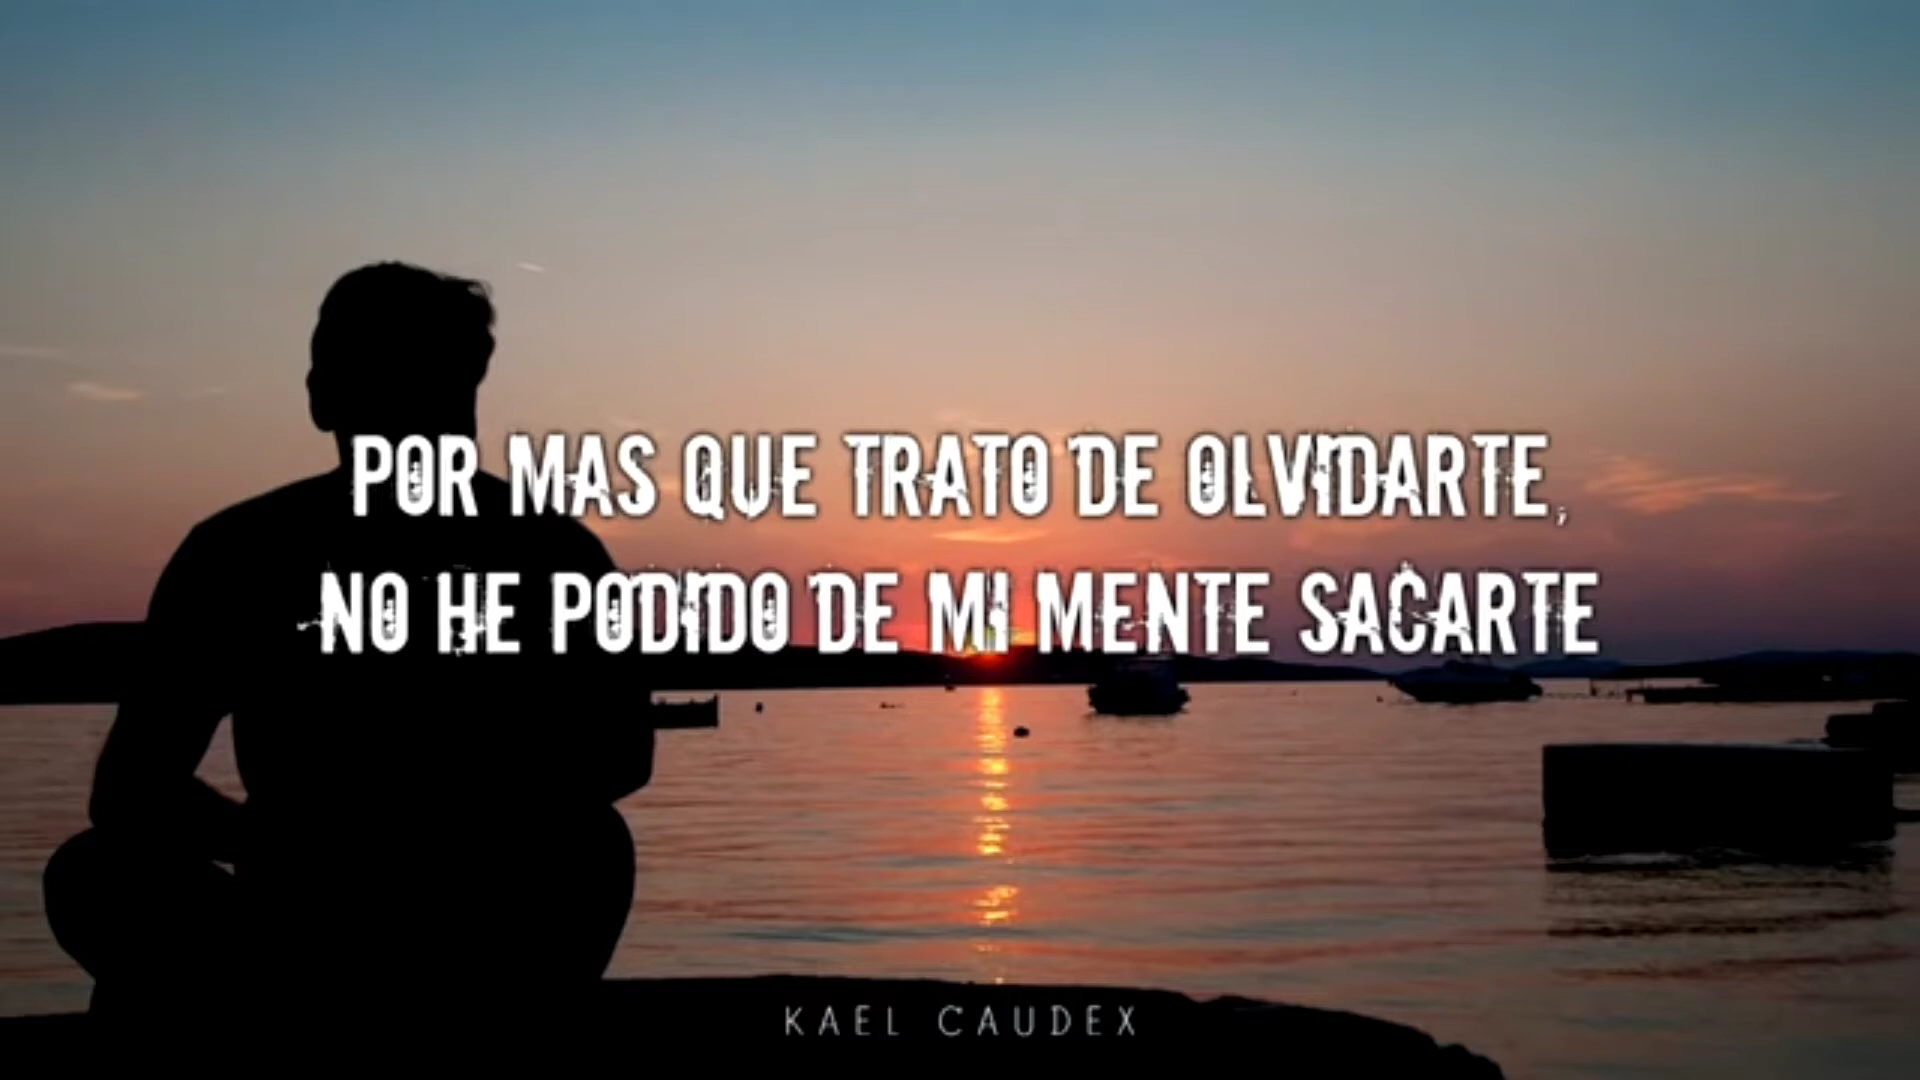 POR MAS QUE TRATO DE OLVIDARTE,
NO HE PODIDO DE MI MENTE SACARTE
KAEL CAUDEX